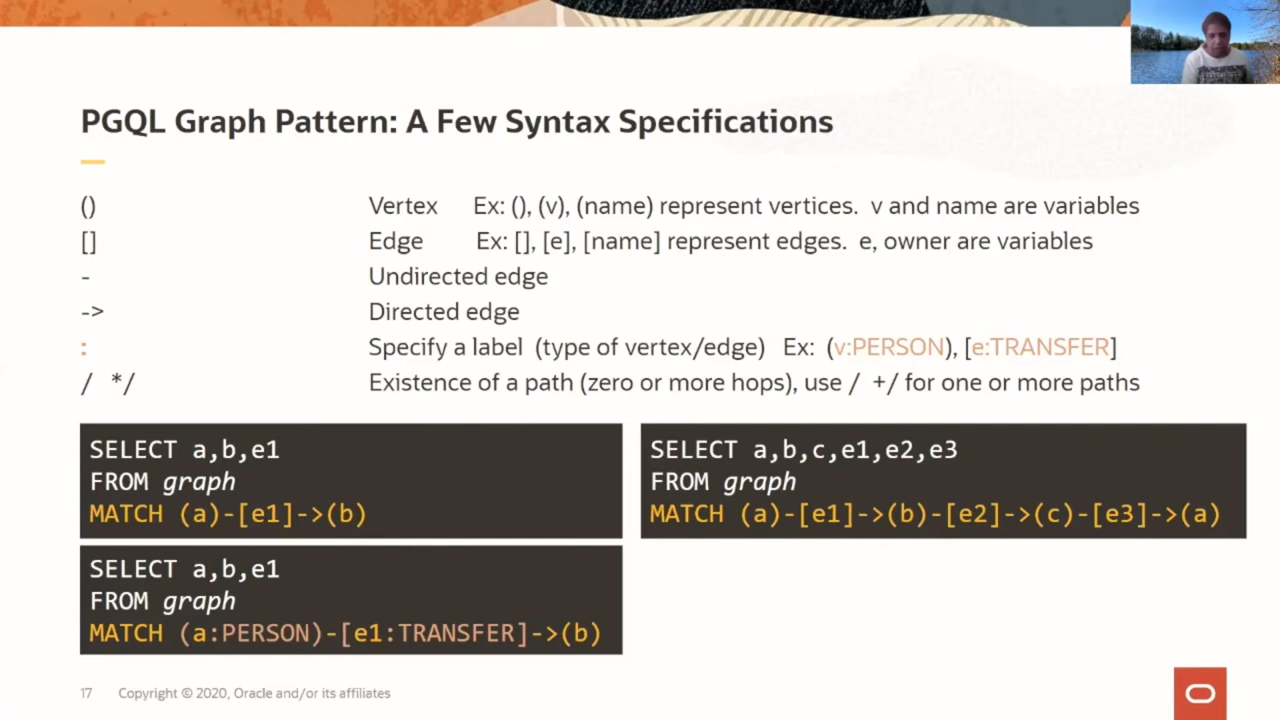 PGQL Graph Pattern: A Few Syntax Specifications
() Vertex Ex: (), (v), (name) represent vertices. v and name are variables
[] Edge Ex: [], [e], [name] represent edges. e, owner are variables
- Undirected edge
-> Directed edge
: Specify a label (type of vertex/edge) Ex: (v:PERSON), [e:TRANSFER]
/ */ Existence of a path (zero or more hops), use / +/ for one or more paths
SELECT a,b,e1
FROM graph
MATCH (a)-[e1]->(b)
SELECT a,b,c,e1,e2,e3
FROM graph
MATCH (a)-[e1]->(b)-[e2]->(c)-[e3]->(a)
SELECT a,b,e1
FROM graph
MATCH (a:PERSON)-[e1:TRANSFER]->(b)
17 Copyright © 2020, Oracle and/or its affiliates